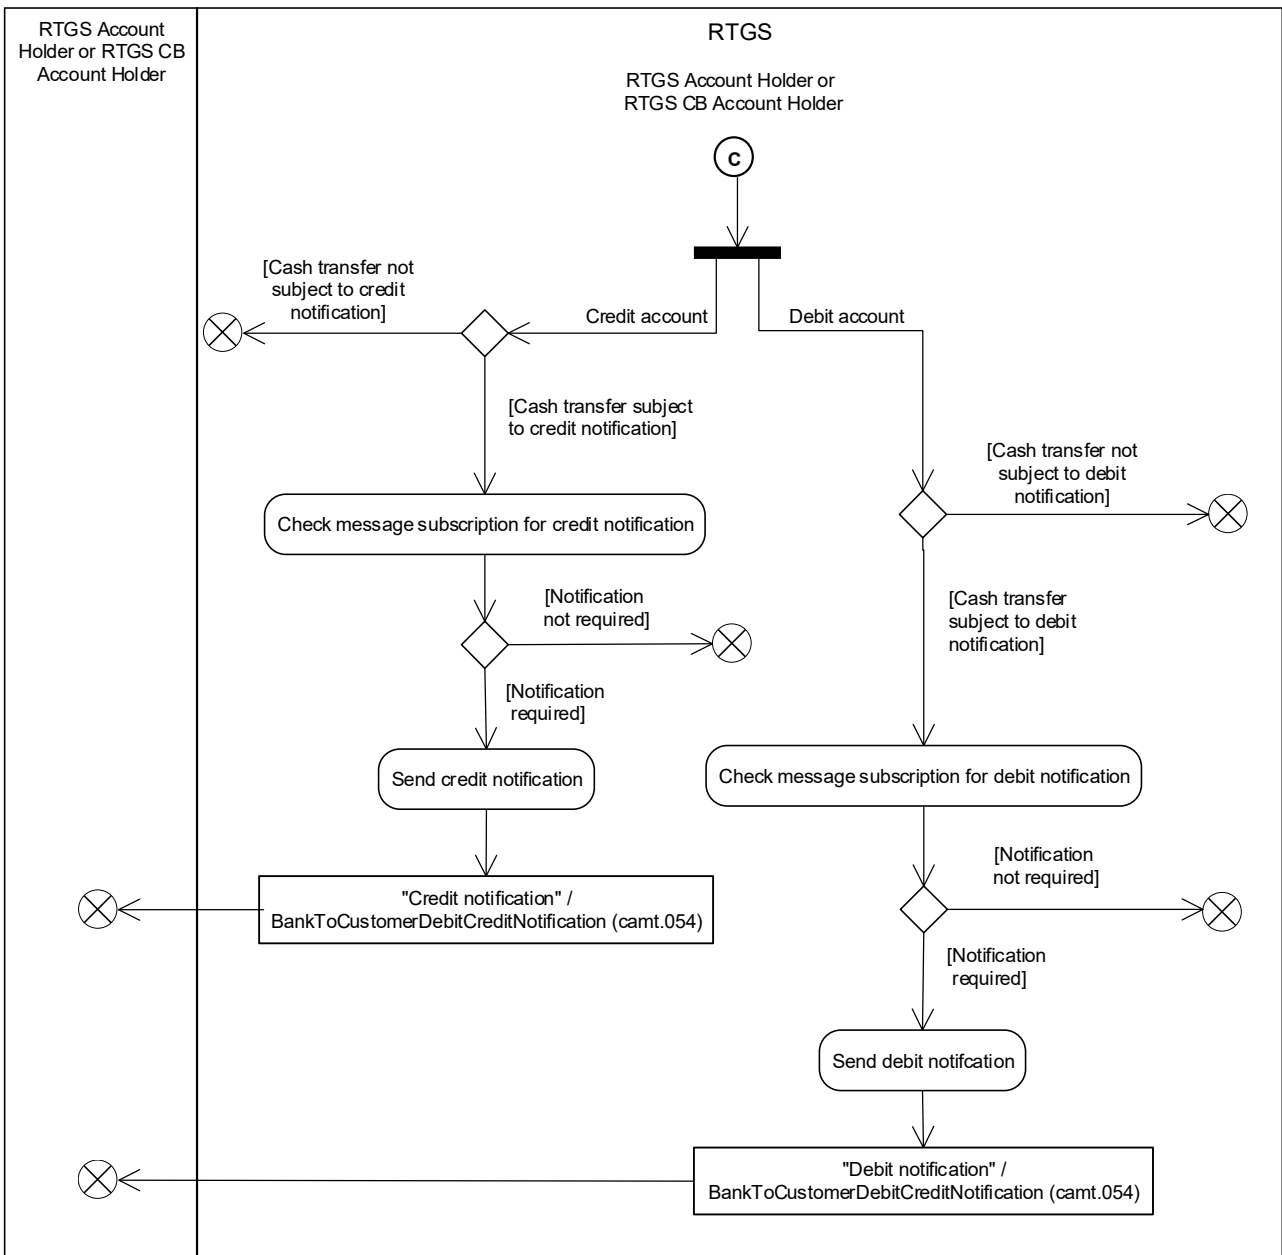 RTGS Account
Holder or RTGS CB
Account Holder
RTGS
RTGS Account Holder or
RTGS CB Account Holder
C
[Cash transfer not
subject to credit
notification]
Credit account
Debit account
[Cash transfer subject
to credit notification]
[Cash transfer not
subject to debit
notification]
Check message subscription for credit notification
[Notification
not required]
[Cash transfer
subject to debit
notification]
[Notification
required]
Send credit notification
Check message subscription for debit notification
[Notification
not required]
"Credit notification" /
BankToCustomerDebitCreditNotification (camt.054)
[Notification
required]
Send debit notifcation
"Debit notification" /
BankToCustomerDebitCreditNotification (camt.054)